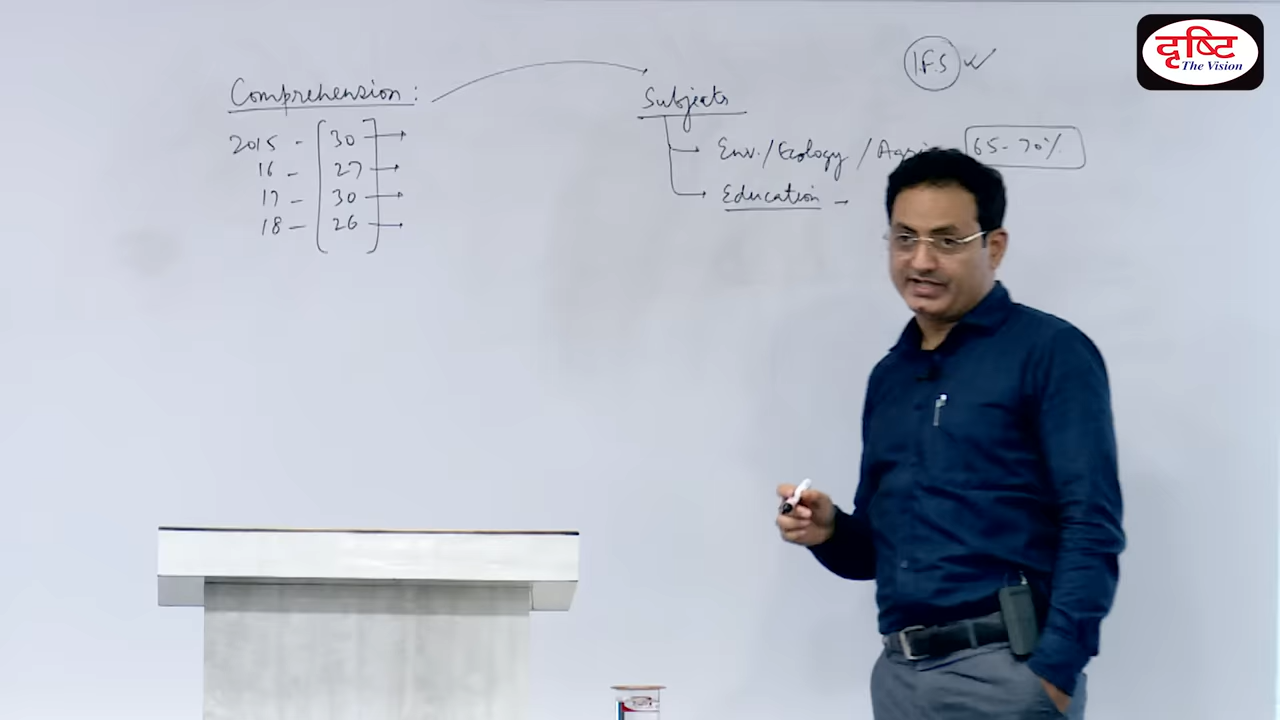 Comprehension :
2015 - [30] →
16 - 27 →
17 - 30 →
18 - 26 →
Subjects
→ Env./Ecology / 65-70%
→ Education →
I.F.S ✓
दृष्टि
The Vision